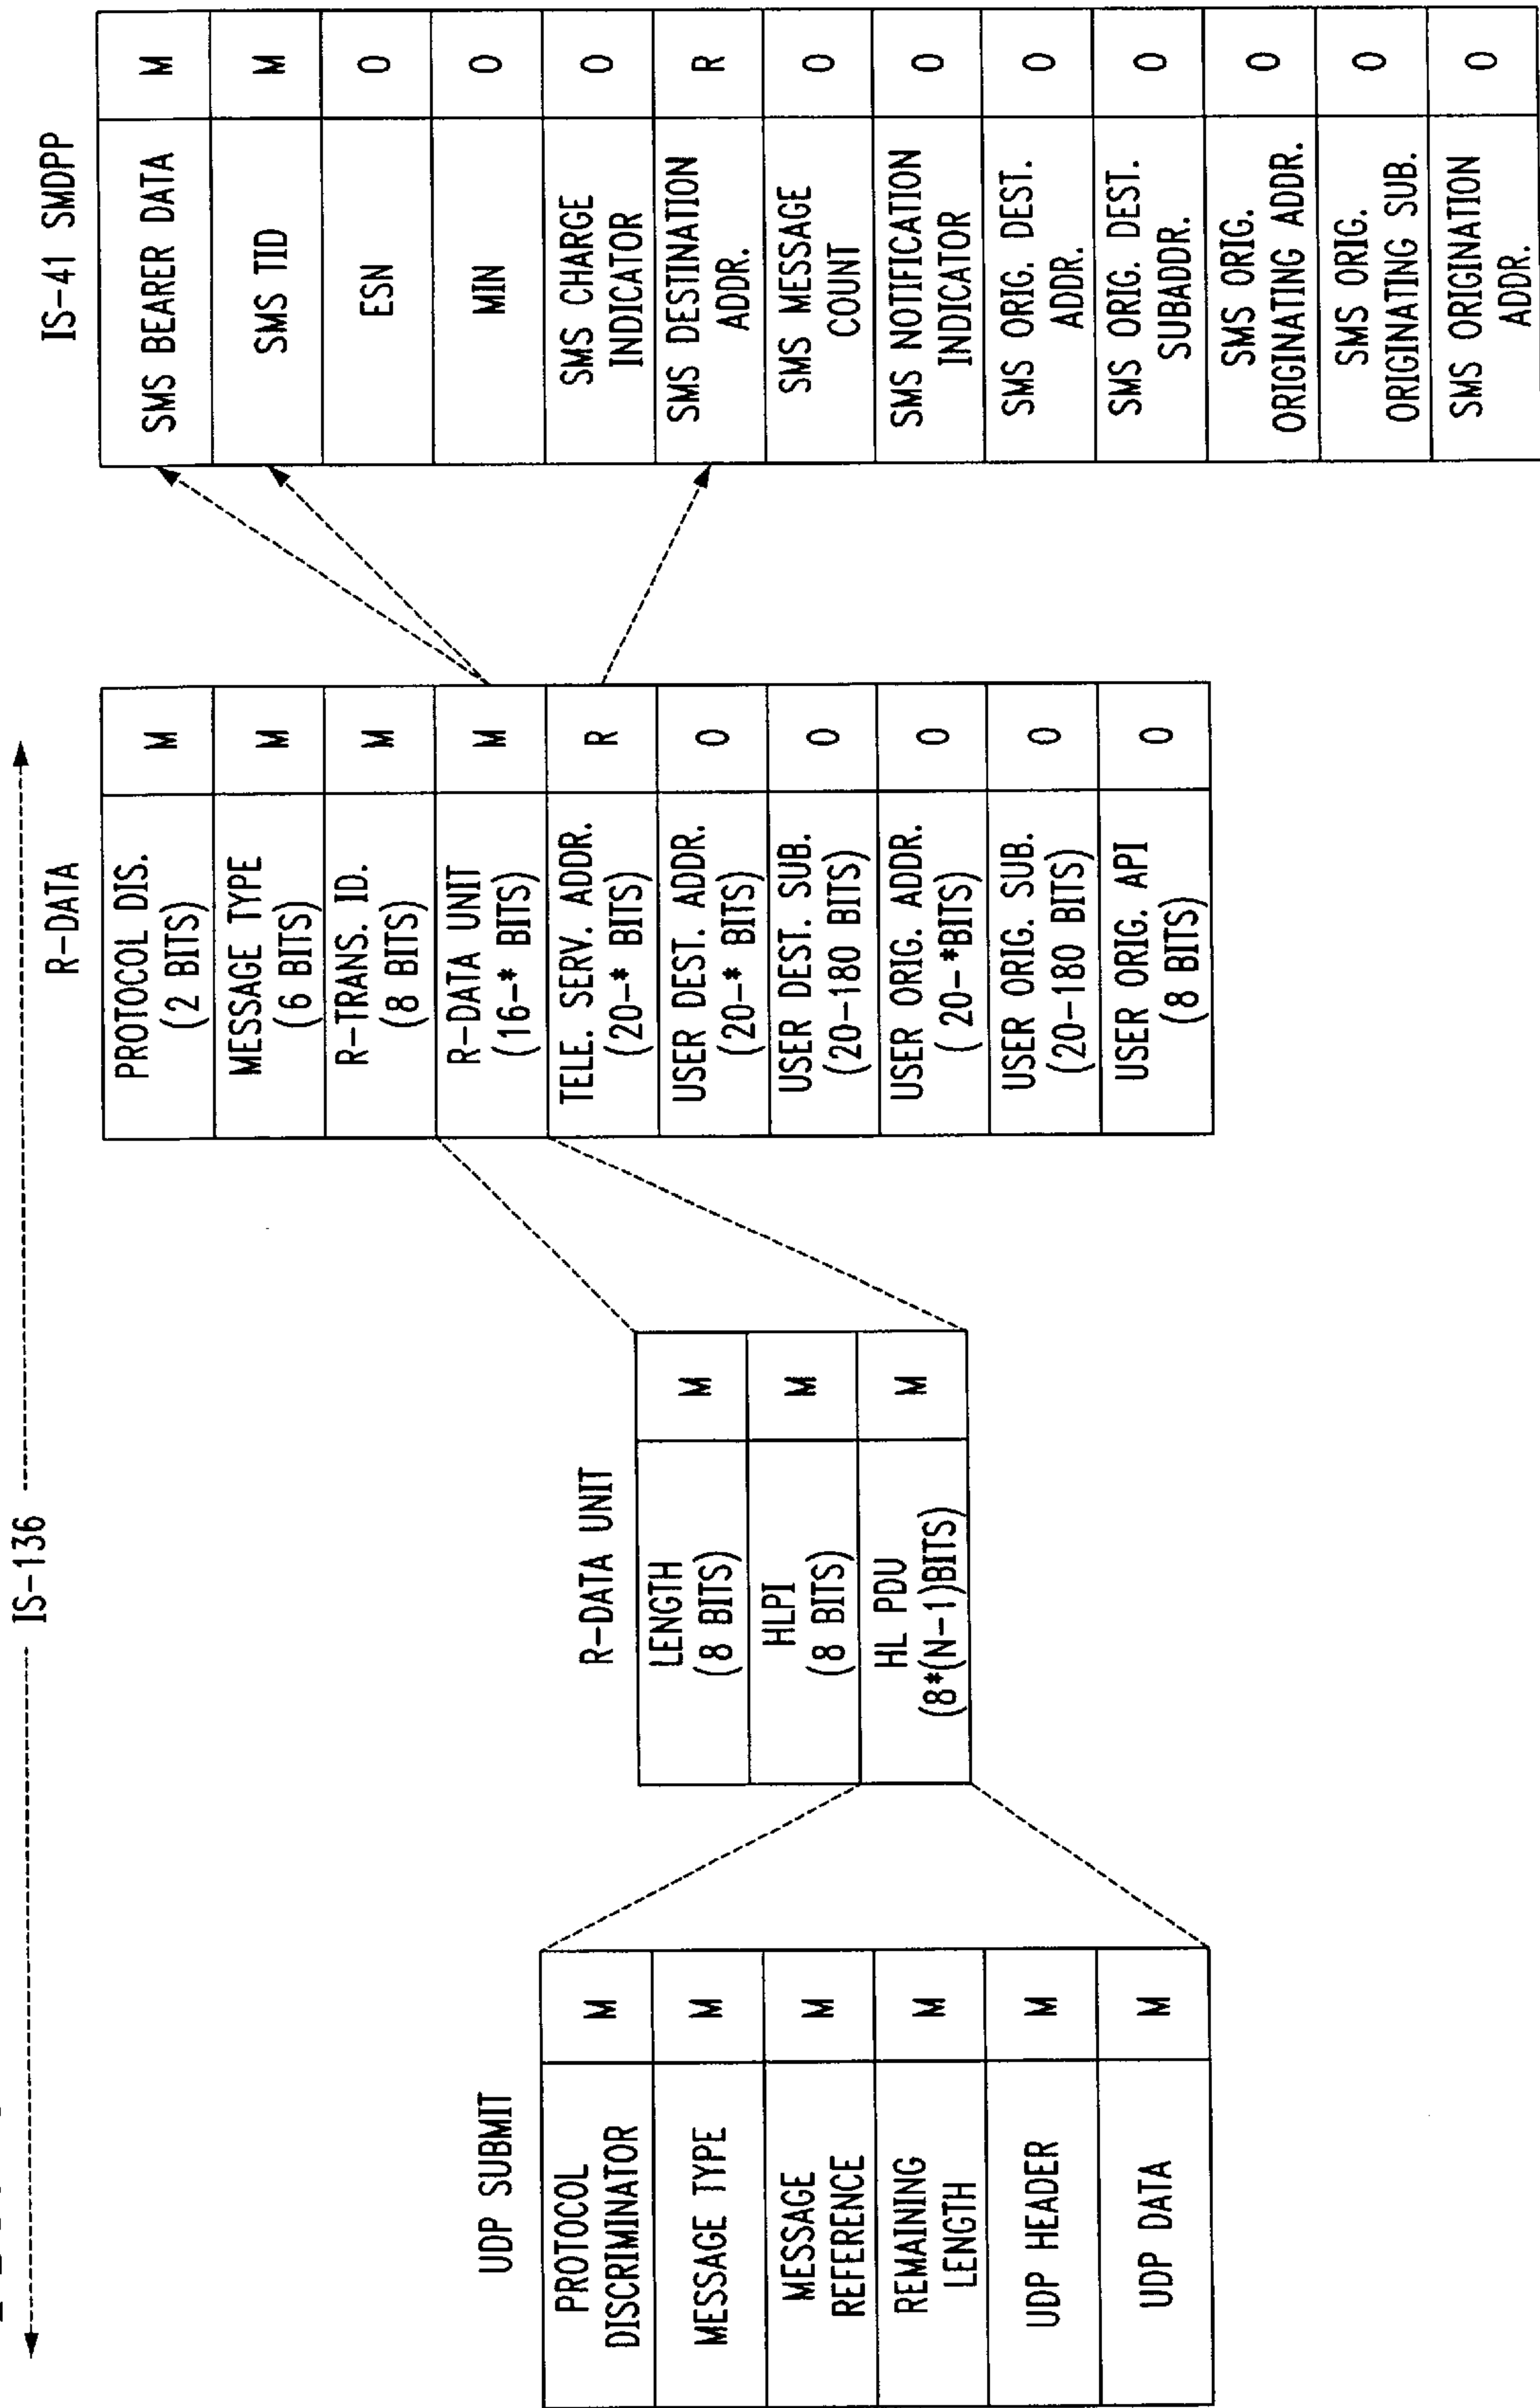 IS-136
UDP SUBMIT
PROTOCOL
DISCRIMINATOR
M
MESSAGE TYPE
M
MESSAGE
REFERENCE
M
REMAINING
LENGTH
M
UDP HEADER
M
UDP DATA
M
R-DATA UNIT
LENGTH
(8 BITS)
M
HLPI
(8 BITS)
M
HL PDU
(8*(N-1)BITS)
M
R-DATA
PROTOCOL DIS.
(2 BITS)
M
MESSAGE TYPE
(6 BITS)
M
R-TRANS. ID.
(8 BITS)
M
R-DATA UNIT
(16-* BITS)
M
TELE. SERV. ADDR.
(20-* BITS)
R
USER DEST. ADDR.
(20-* BITS)
O
USER DEST. SUB.
(20-180 BITS)
O
USER ORIG. ADDR.
( 20-*BITS)
O
USER ORIG. SUB.
(20-180 BITS)
O
USER ORIG. API
(8 BITS)
O
IS-41 SMDPP
SMS BEARER DATA
M
SMS TID
M
ESN
O
MIN
O
SMS CHARGE
INDICATOR
O
SMS DESTINATION
ADDR.
R
SMS MESSAGE
COUNT
O
SMS NOTIFICATION
INDICATOR
O
SMS ORIG. DEST.
ADDR.
O
SMS ORIG. DEST.
SUBADDR.
O
SMS ORIG.
ORIGINATING ADDR.
O
SMS ORIG.
ORIGINATING SUB.
O
SMS ORIGINATION
ADDR.
O